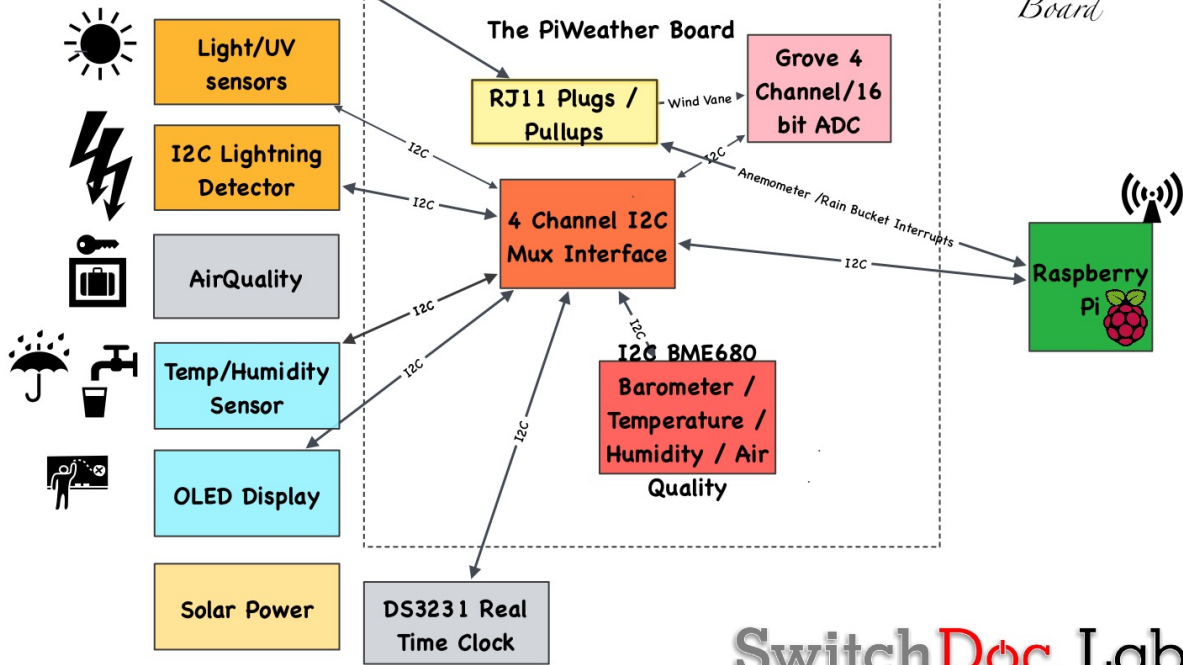 Board
The PiWeather Board
Light/UV
sensors
RJ11 Plugs /
Pullups
Wind Vane
Grove 4
Channel/16
bit ADC
I2C
I2C
Anemometer /Rain Bucket Interrupts
I2C Lightning
Detector
I2C
4 Channel I2C
Mux Interface
I2C
Raspberry
Pi
AirQuality
I2C
I2C
I2C
I2C
Temp/Humidity
Sensor
I2C BME680
Barometer /
Temperature /
Humidity / Air
Quality
OLED Display
Solar Power
DS3231 Real
Time Clock
SwitchDoc Lab